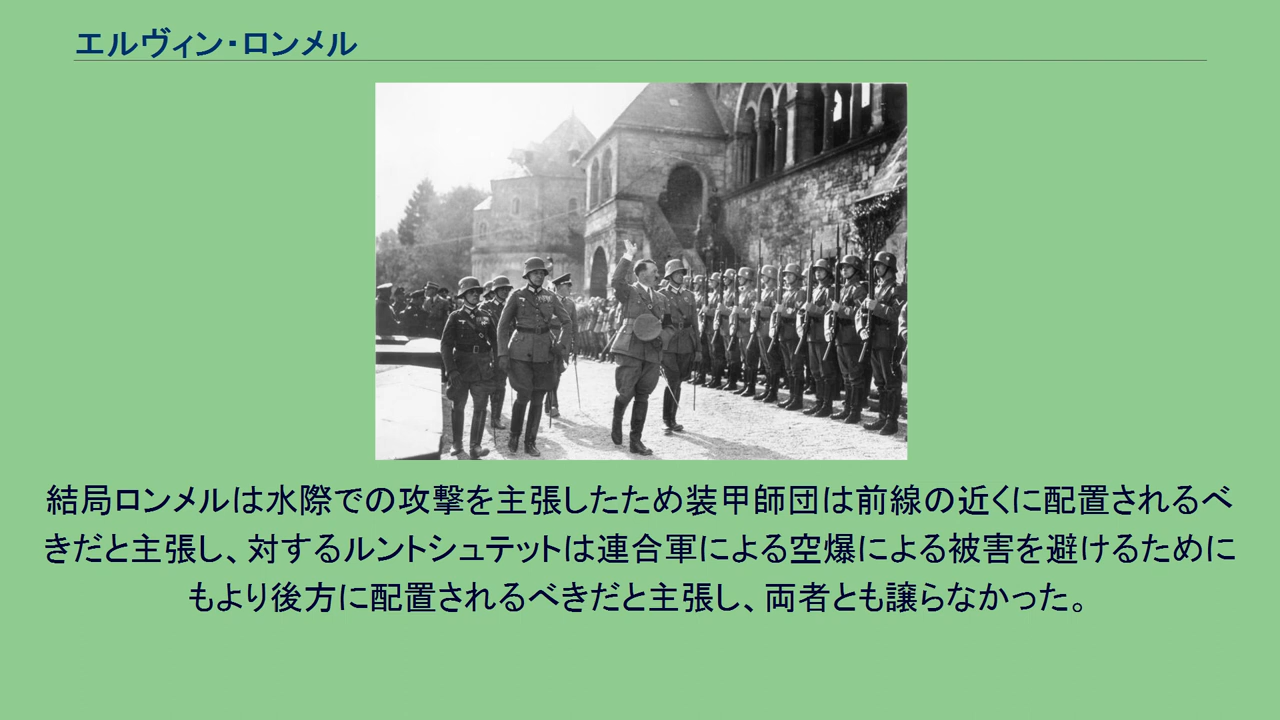 エルヴィン・ロンメル
結局ロンメルは水際での攻撃を主張したため装甲師団は前線の近くに配置されるべ
きだと主張し、対するルントシュテットは連合軍による空爆による被害を避けるために
もより後方に配置されるべきだと主張し、両者とも譲らなかった。